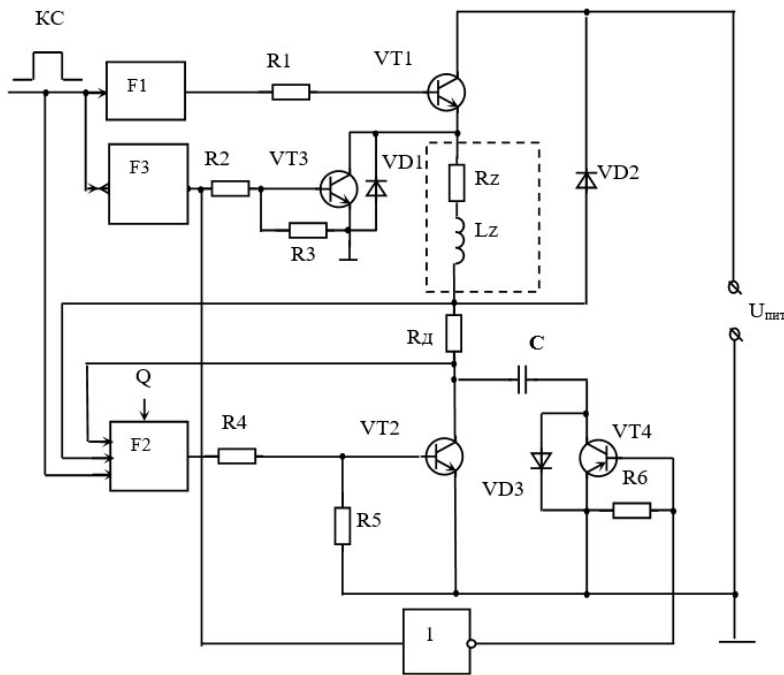 КС
F1
R1
VT1
F3
R2
VT3
VD1
Rz
VD2
R3
Lz
Uпит
Rд
C
Q
F2
R4
VT2
VT4
VD3
R6
R5
1